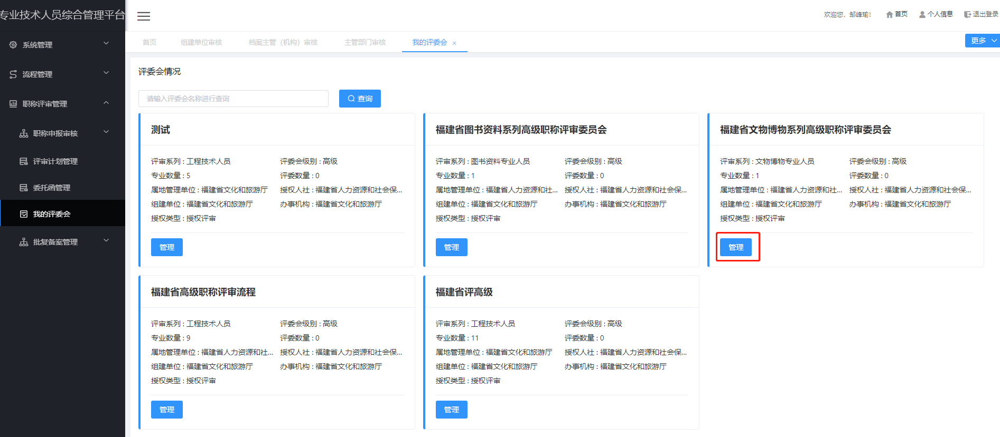 专业技术人员综合管理平台
欢迎您，邹峰瑜！
首页
个人信息
退出登录
系统管理
流程管理
职称评审管理
职称申报审核
评审计划管理
委托函管理
我的评委会
批复备案管理
首页
组建单位审核
档案主管（机构）审核
主管部门审核
我的评委会 ×
更多
评委会情况
请输入评委会名称进行查询
查询
测试
评审系列 : 工程技术人员
评委会级别 : 高级
专业数量 : 5
评委数量 : 0
属地管理单位 : 福建省文化和旅游厅
授权人社 : 福建省人力资源和社会保...
组建单位 : 福建省文化和旅游厅
办事机构 : 福建省文化和旅游厅
授权类型 : 授权评审
管理
福建省图书资料系列高级职称评审委员会
评审系列 : 图书资料专业人员
评委会级别 : 高级
专业数量 : 1
评委数量 : 0
属地管理单位 : 福建省人力资源和社...
授权人社 : 福建省人力资源和社会保...
组建单位 : 福建省文化和旅游厅
办事机构 : 福建省文化和旅游厅
授权类型 : 授权评审
管理
福建省文物博物系列高级职称评审委员会
评审系列 : 文物博物专业人员
评委会级别 : 高级
专业数量 : 1
评委数量 : 0
属地管理单位 : 福建省人力资源和社...
授权人社 : 福建省人力资源和社会保...
组建单位 : 福建省文化和旅游厅
办事机构 : 福建省文化和旅游厅
授权类型 : 授权评审
管理
福建省高级职称评审流程
评审系列 : 工程技术人员
评委会级别 : 高级
专业数量 : 9
评委数量 : 0
属地管理单位 : 福建省人力资源和社...
授权人社 : 福建省人力资源和社会保...
组建单位 : 福建省文化和旅游厅
办事机构 : 福建省文化和旅游厅
授权类型 : 授权评审
管理
福建省评高级
评审系列 : 工程技术人员
评委会级别 : 高级
专业数量 : 11
评委数量 : 0
属地管理单位 : 福建省文化和旅游厅
授权人社 : 福建省人力资源和社会保...
组建单位 : 福建省文化和旅游厅
办事机构 : 福建省文化和旅游厅
授权类型 : 授权评审
管理